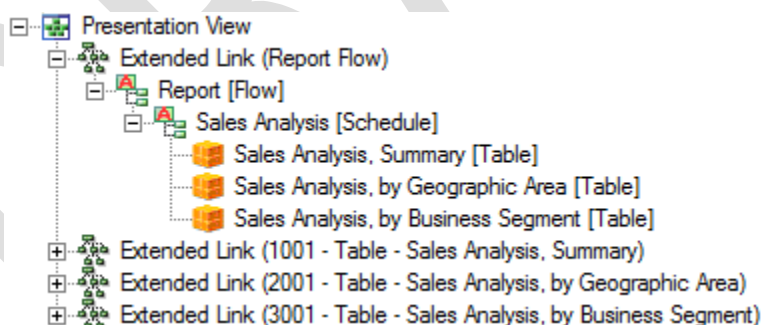 Presentation View
Extended Link (Report Flow)
Report [Flow]
Sales Analysis [Schedule]
Sales Analysis, Summary [Table]
Sales Analysis, by Geographic Area [Table]
Sales Analysis, by Business Segment [Table]
Extended Link (1001 - Table - Sales Analysis, Summary)
Extended Link (2001 - Table - Sales Analysis, by Geographic Area)
Extended Link (3001 - Table - Sales Analysis, by Business Segment)